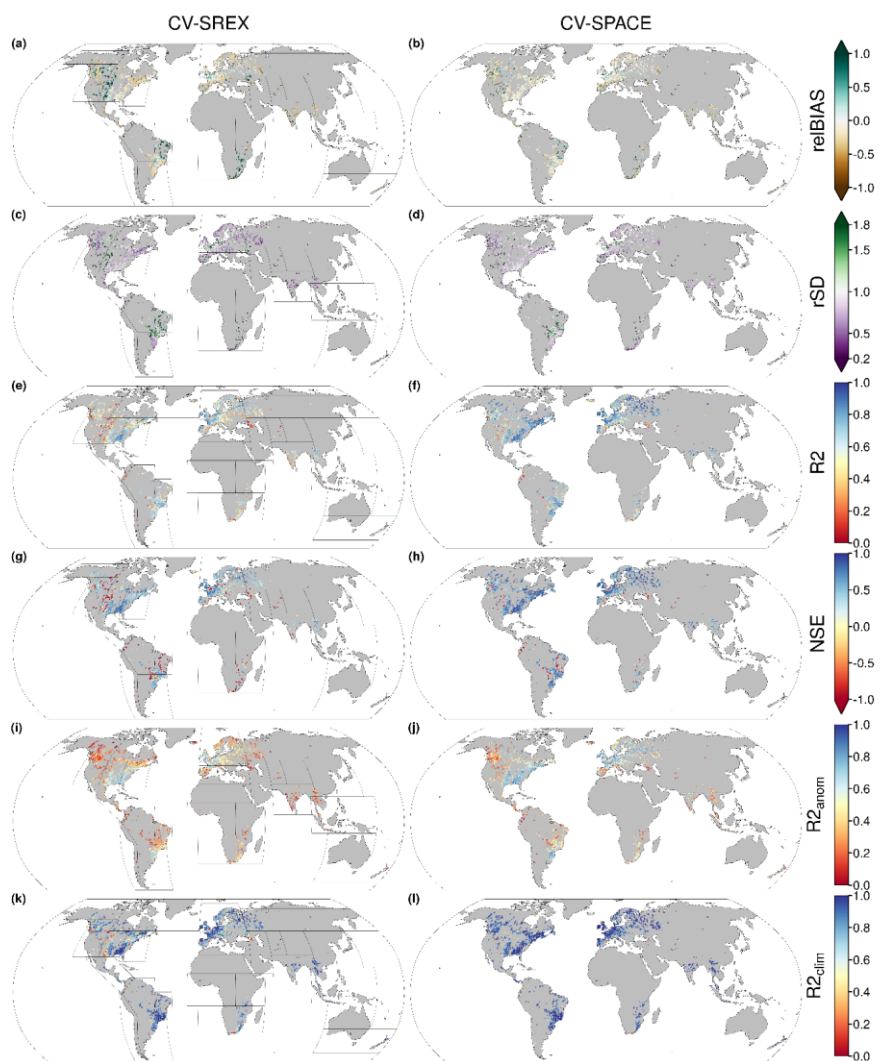 CV-SREX CV-SPACE
(a) (b) 1.0 0.5 0.0 -0.5 -1.0 relBIAS
(c) (d) 1.8 1.5 1.0 0.5 0.2 rSD
(e) (f) 1.0 0.8 0.6 0.4 0.2 0.0 R2
(g) (h) 1.0 0.5 0.0 -0.5 -1.0 NSE
(i) (j) 1.0 0.8 0.6 0.4 0.2 0.0 R2anom
(k) (l) 1.0 0.8 0.6 0.4 0.2 0.0 R2clim